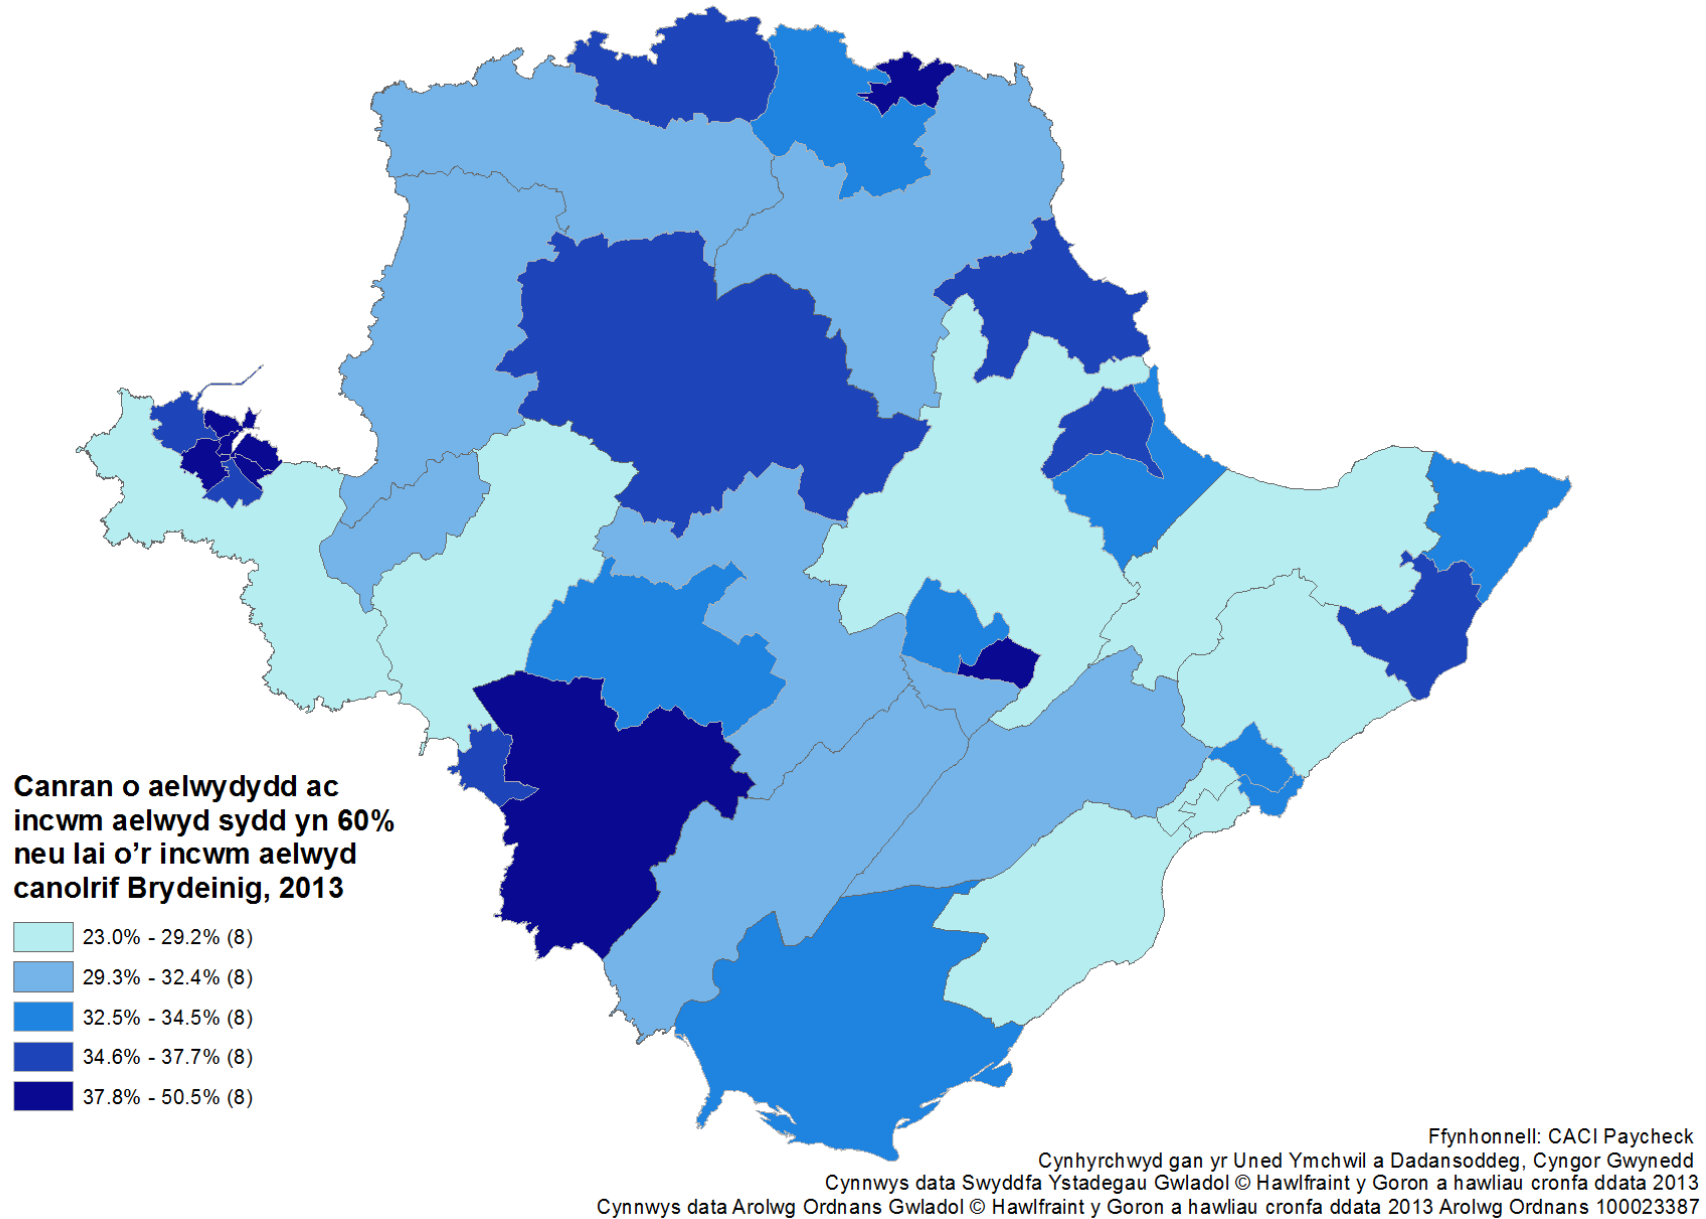 Canran o aelwydydd ac
incwm aelwyd sydd yn 60%
neu lai o'r incwm aelwyd
canolrif Brydeinig, 2013
23.0% - 29.2% (8)
29.3% - 32.4% (8)
32.5% - 34.5% (8)
34.6% - 37.7% (8)
37.8% - 50.5% (8)
Ffynhonnell: CACI Paycheck
Cynhyrchwyd gan yr Uned Ymchwil a Dadansoddeg, Cyngor Gwynedd
Cynnwys data Swyddfa Ystadegau Gwladol © Hawlfraint y Goron a hawliau cronfa ddata 2013
Cynnwys data Arolwg Ordnans Gwladol © Hawlfraint y Goron a hawliau cronfa ddata 2013 Arolwg Ordnans 100023387